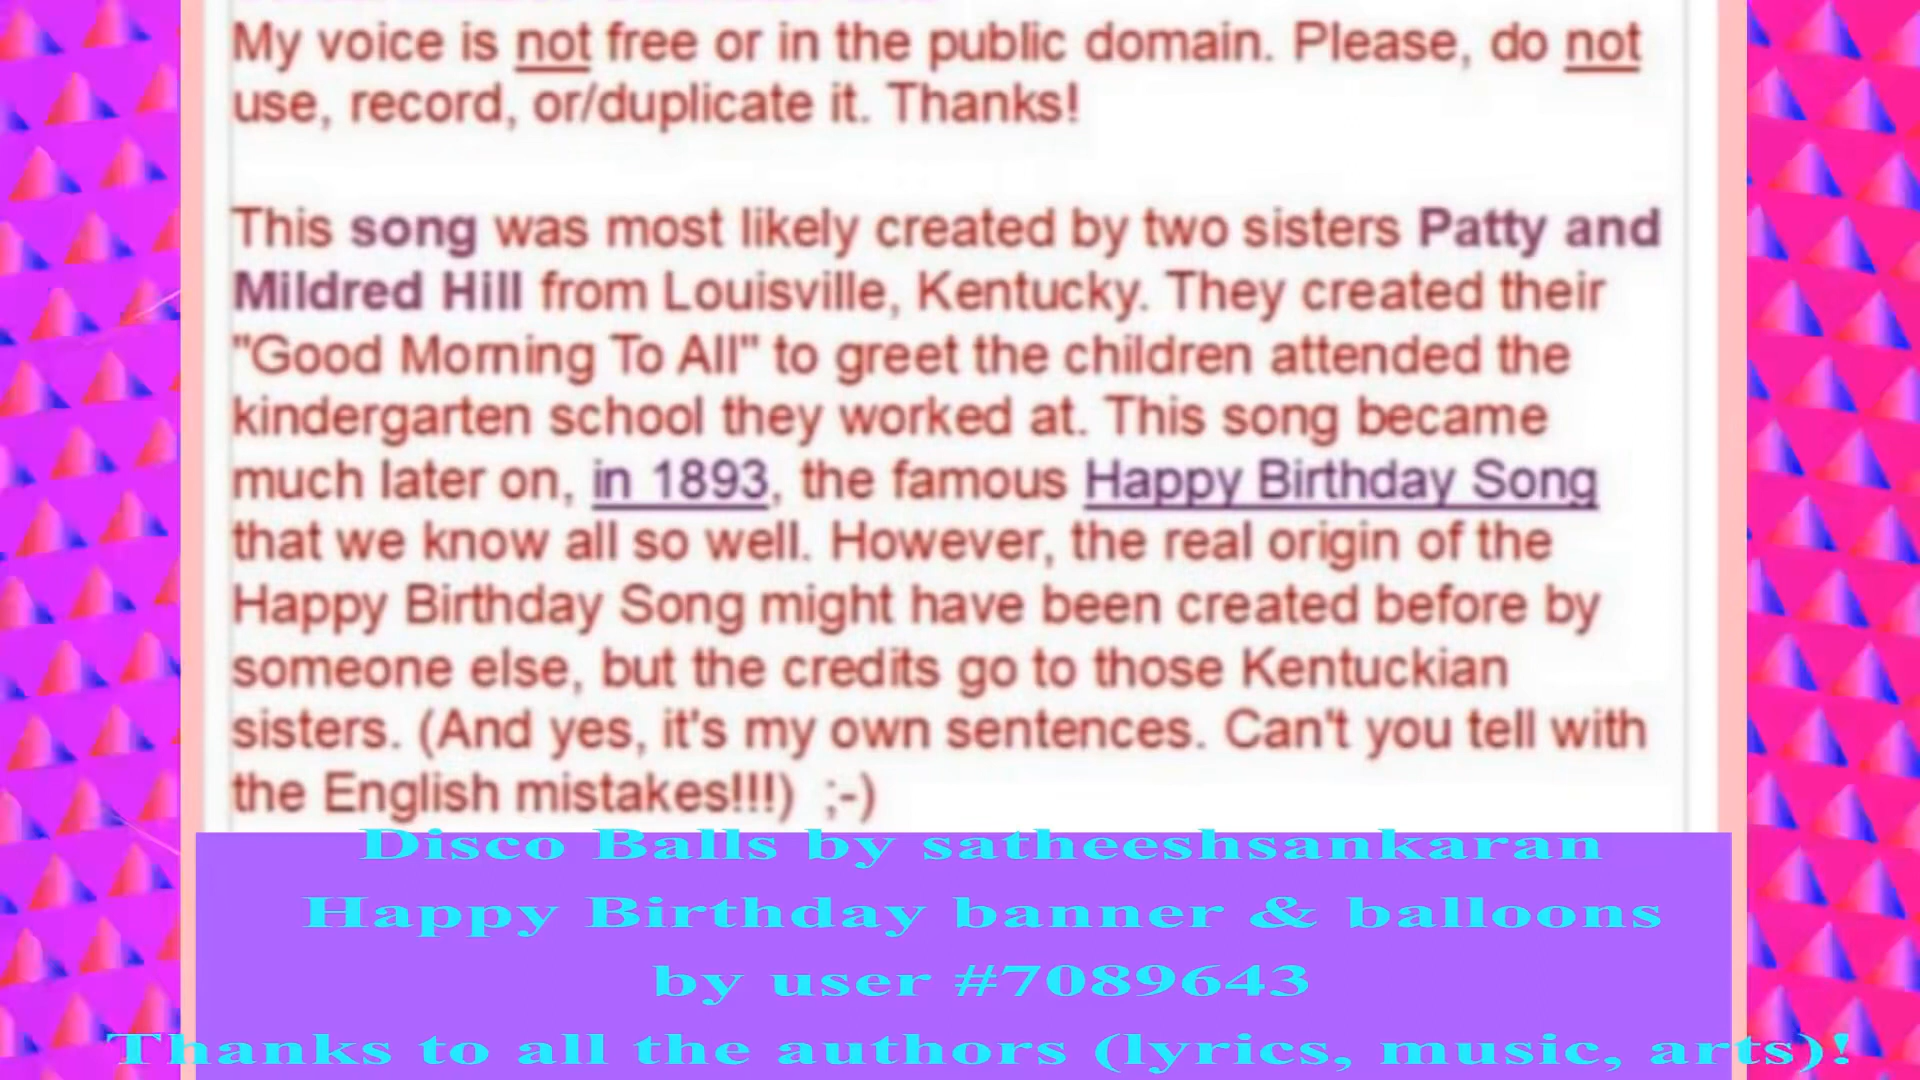 My voice is not free or in the public domain. Please, do not
use, record, or/duplicate it. Thanks!
This song was most likely created by two sisters Patty and
Mildred Hill from Louisville, Kentucky. They created their
"Good Morning To All" to greet the children attended the
kindergarten school they worked at. This song became
much later on, in 1893, the famous Happy Birthday Song
that we know all so well. However, the real origin of the
Happy Birthday Song might have been created before by
someone else, but the credits go to those Kentuckian
sisters. (And yes, it's my own sentences. Can't you tell with
the English mistakes!!!) ;-)
Disco Balls by satheeshsankaran
Happy Birthday banner & balloons
by user #7089643
Thanks to all the authors (lyrics, music, arts)!